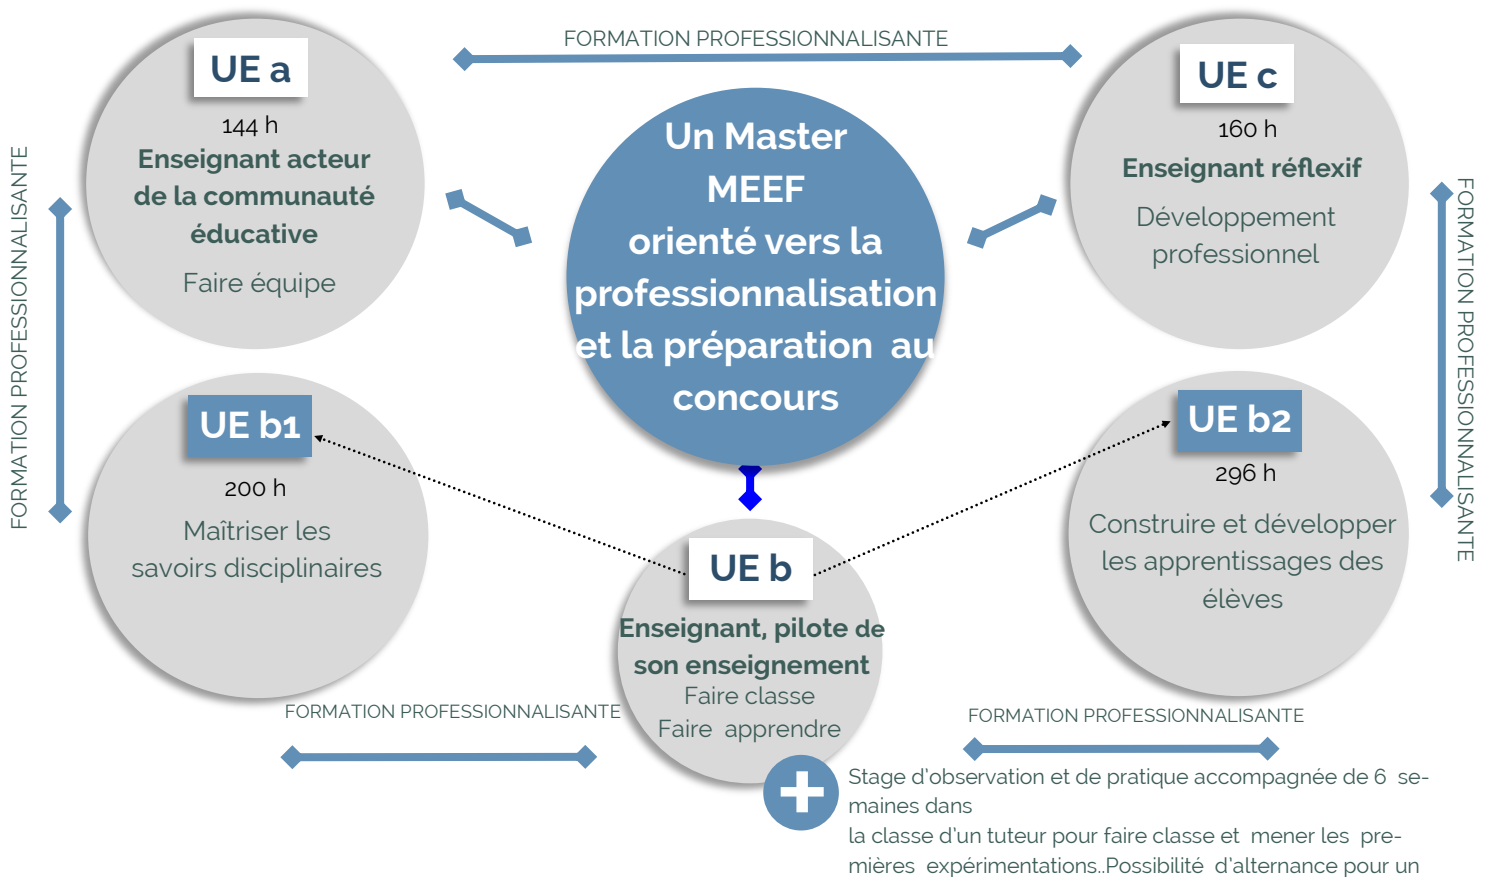 FORMATION PROFESSIONNALISANTE
UE a
144 h
Enseignant acteur
de la communauté
éducative
Faire équipe
Un Master
MEEF
orienté vers la
professionnalisation
et la préparation au
concours
UE c
160 h
Enseignant réflexif
Développement
professionnel
FORMATION PROFESSIONNALISANTE
FORMATION PROFESSIONNALISANTE
UE b1
200 h
Maîtriser les
savoirs disciplinaires
UE b2
296 h
Construire et développer
les apprentissages des
élèves
UE b
Enseignant, pilote de
son enseignement
Faire classe
Faire apprendre
FORMATION PROFESSIONNALISANTE
FORMATION PROFESSIONNALISANTE
Stage d'observation et de pratique accompagnée de 6 se-
maines dans
la classe d'un tuteur pour faire classe et mener les pre-
mières expérimentations..Possibilité d'alternance pour un